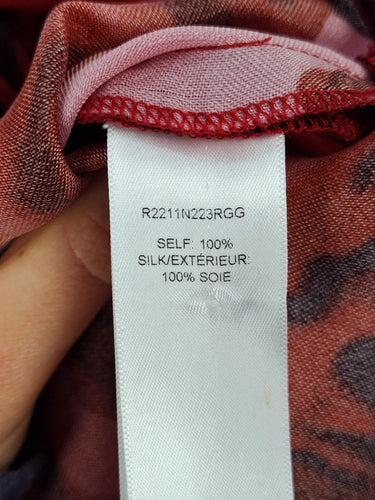 R2211N223RGG
SELF: 100%
SILK/EXTÉRIEUR:
100% SOIE